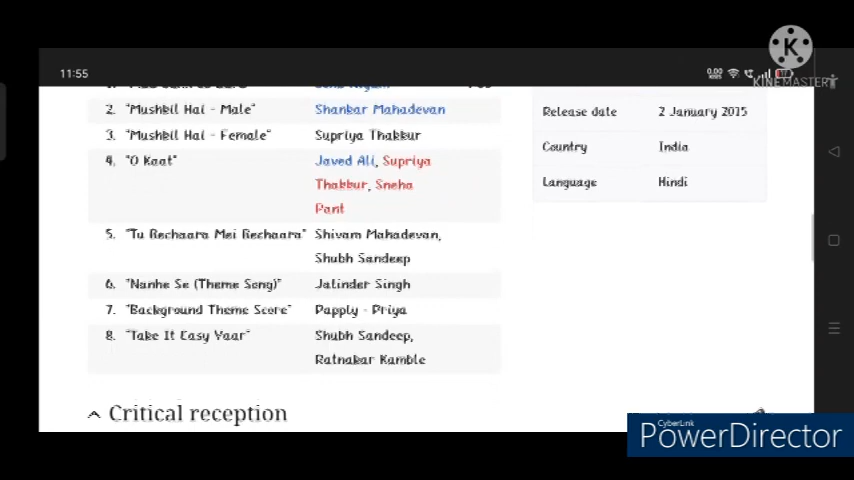 11:55
KINEMASTER
2. "Mushkil Hai - Male" Shankar Mahadevan
3. "Mushkil Hai - Female" Supriya Thakkur
4. "O Kaat" Javed Ali, Supriya
Thakkur, Sneha
Pant
5. "Tu Bechaara Mei Bechaara" Shivam Mahadevan,
Shubh Sandeep
6. "Nanhe Se (Theme Song)" Jatinder Singh
7. "Background Theme Score" Papply - Priya
8. "Take It Easy Yaar" Shubh Sandeep,
Ratnakar Kamble
Release date 2 January 2015
Country India
Language Hindi
Critical reception
CyberLink
PowerDirector